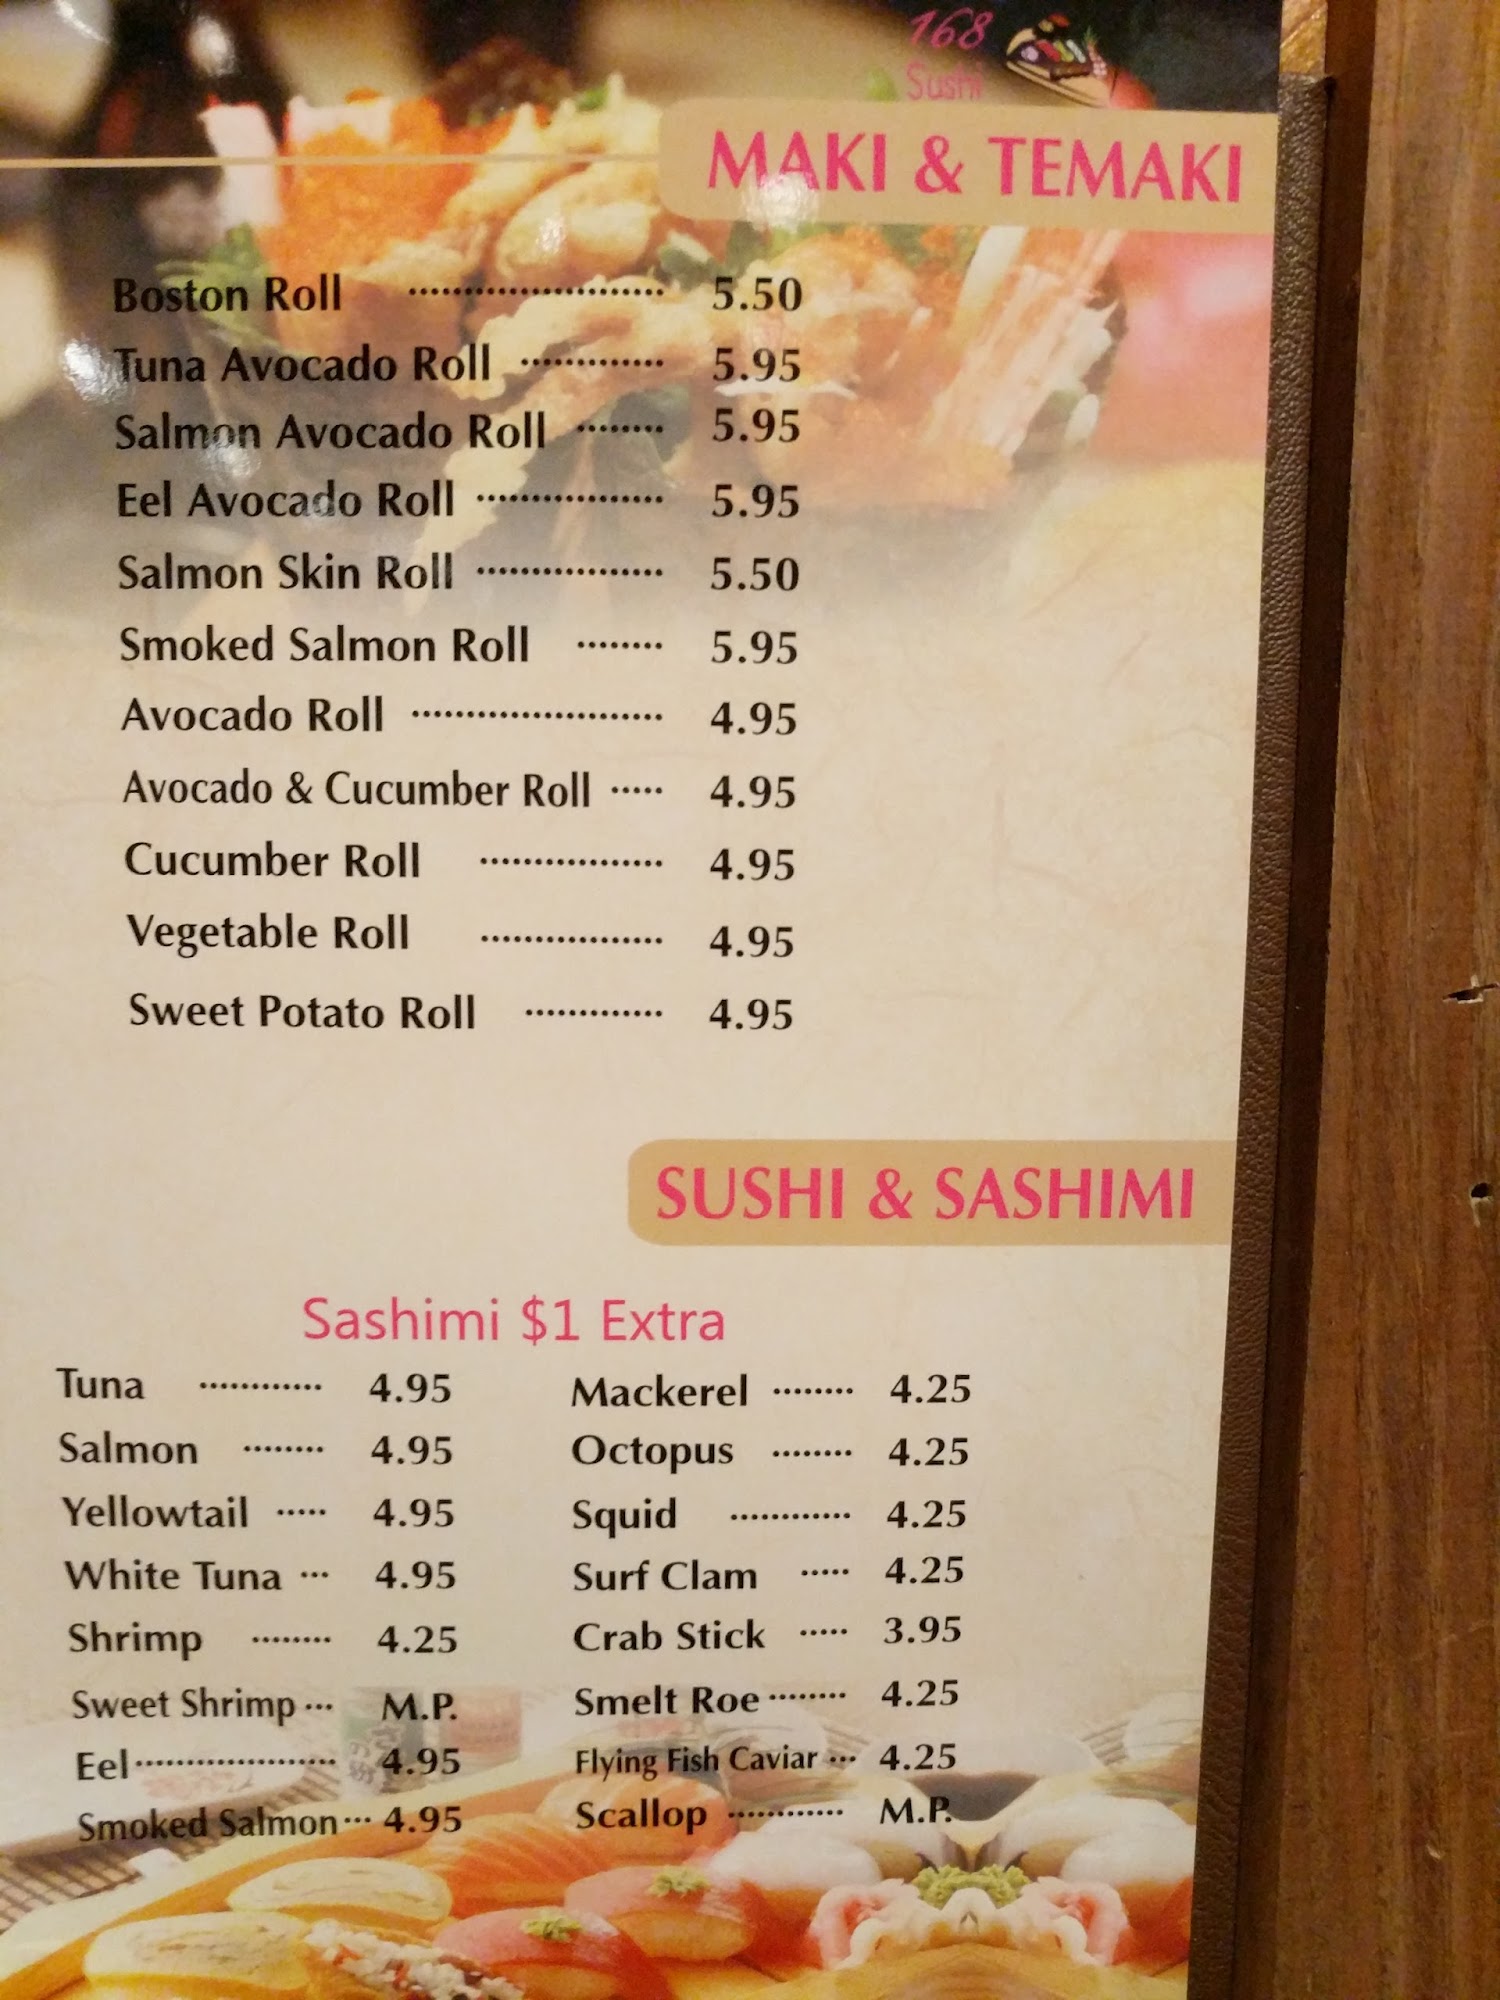 168
Sushi
MAKI & TEMAKI
Boston Roll ······················· 5.50
Tuna Avocado Roll ············· 5.95
Salmon Avocado Roll ········ 5.95
Eel Avocado Roll ················· 5.95
Salmon Skin Roll ················· 5.50
Smoked Salmon Roll ········ 5.95
Avocado Roll ······················· 4.95
Avocado & Cucumber Roll ····· 4.95
Cucumber Roll ················· 4.95
Vegetable Roll ················· 4.95
Sweet Potato Roll ············· 4.95
SUSHI & SASHIMI
Sashimi $1 Extra
Tuna ············ 4.95
Salmon ········ 4.95
Yellowtail ····· 4.95
White Tuna ··· 4.95
Shrimp ········ 4.25
Sweet Shrimp ··· M.P.
Eel ···················· 4.95
Smoked Salmon ··· 4.95
Mackerel ········ 4.25
Octopus ········ 4.25
Squid ············ 4.25
Surf Clam ····· 4.25
Crab Stick ····· 3.95
Smelt Roe ········ 4.25
Flying Fish Caviar ··· 4.25
Scallop ············ M.P.